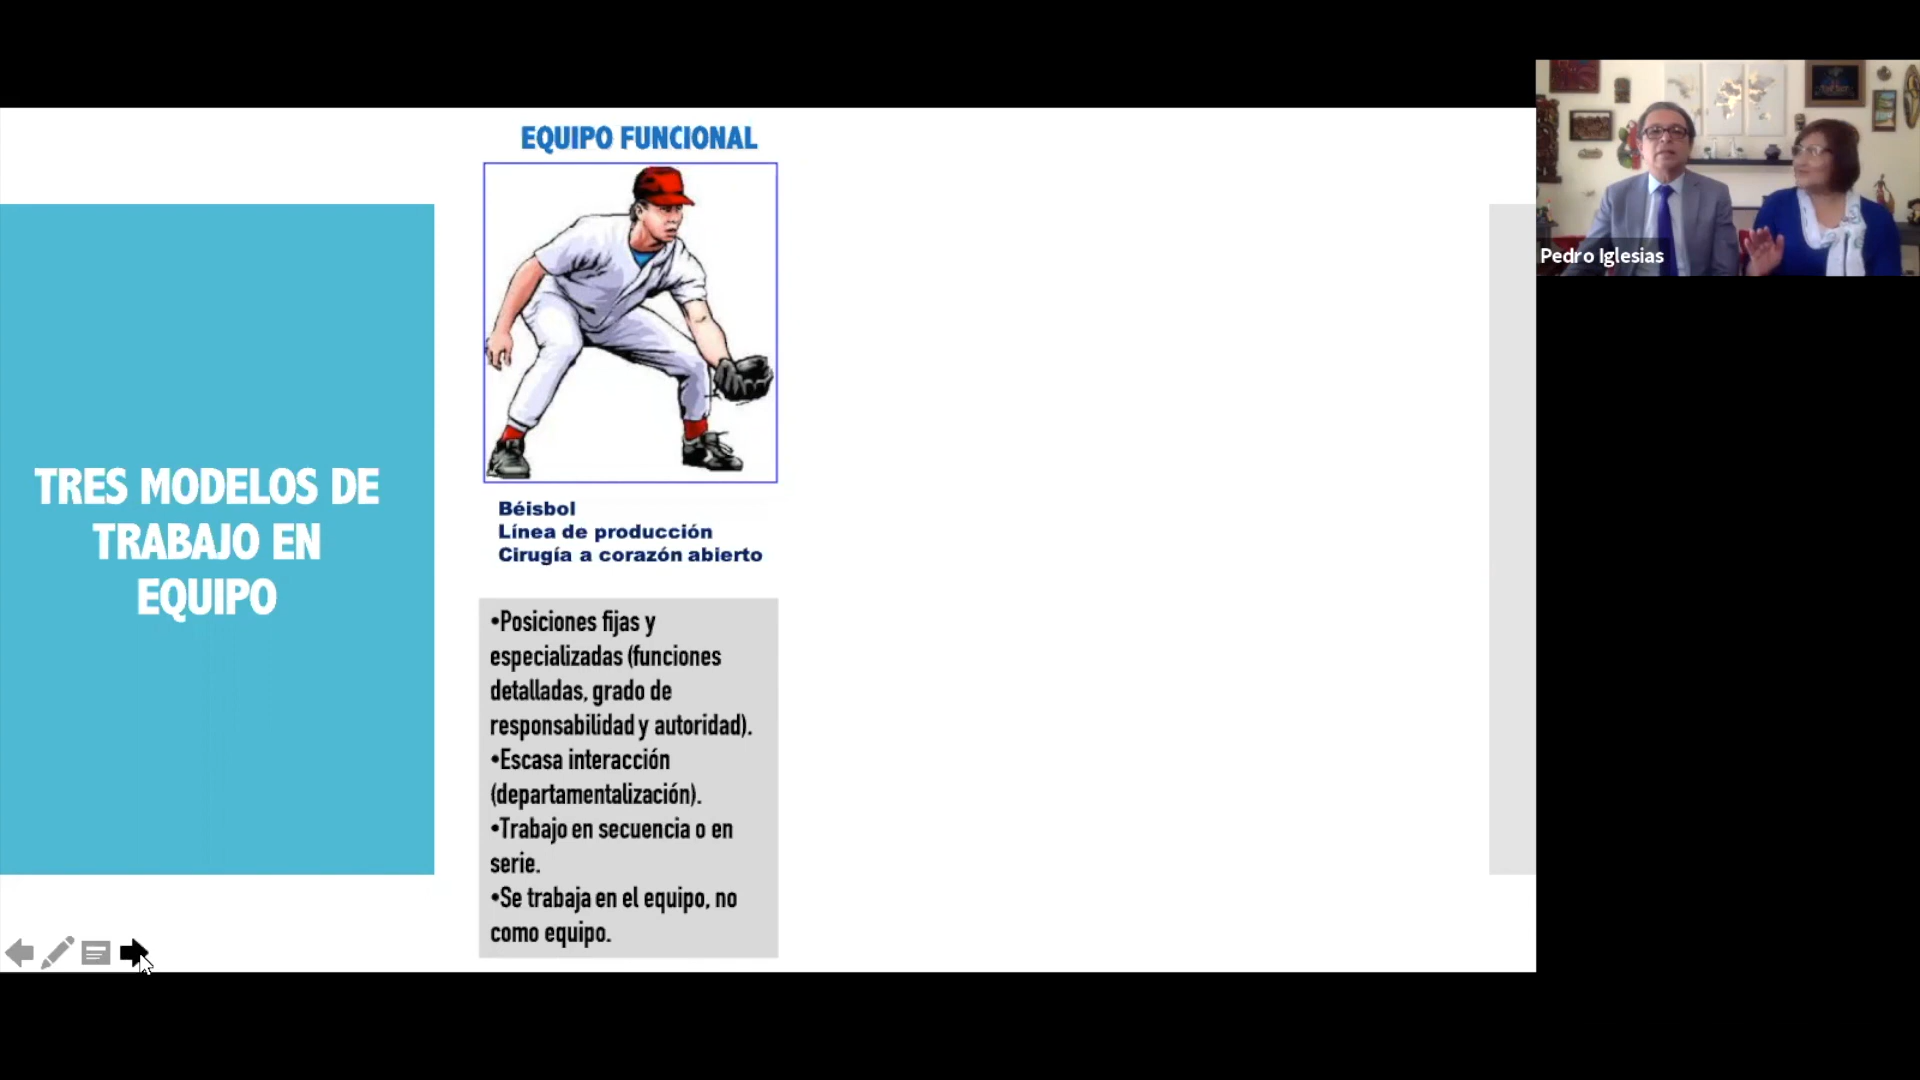 EQUIPO FUNCIONAL
TRES MODELOS DE
TRABAJO EN
EQUIPO
Béisbol
Línea de producción
Cirugía a corazón abierto
•Posiciones fijas y
especializadas (funciones
detalladas, grado de
responsabilidad y autoridad).
•Escasa interacción
(departamentalización).
•Trabajo en secuencia o en
serie.
•Se trabaja en el equipo, no
como equipo.
Pedro Iglesias